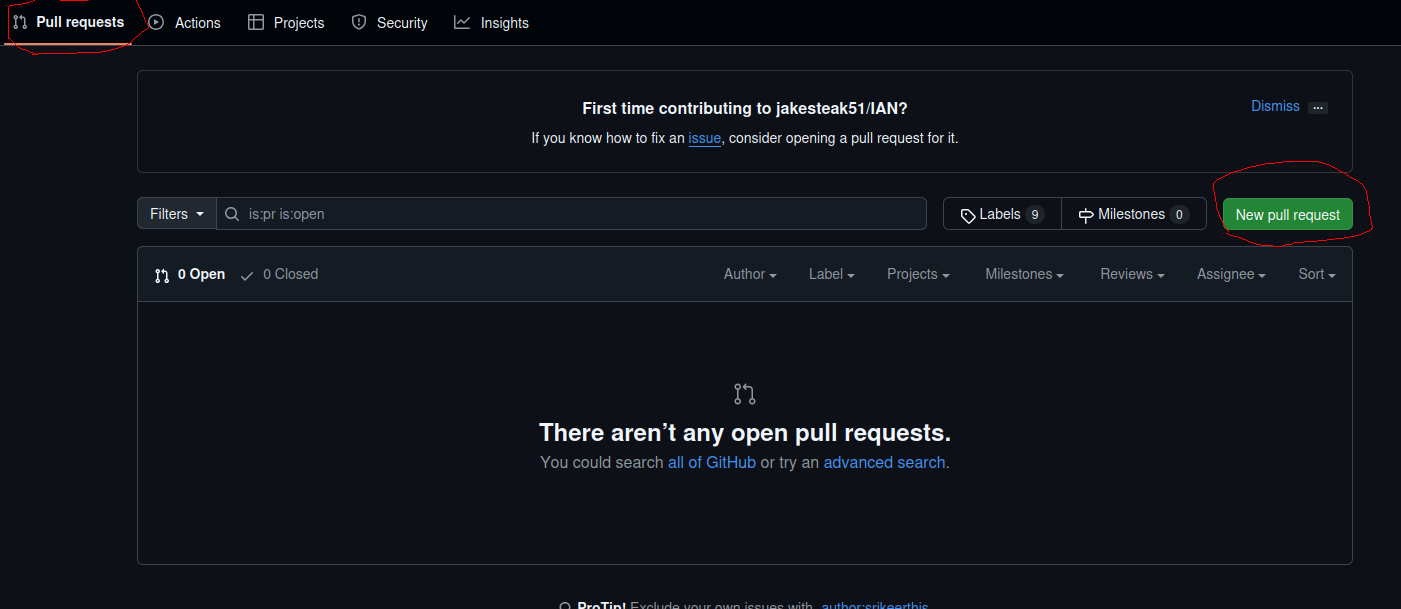 Pull requests Actions Projects Security Insights
First time contributing to jakesteak51/IAN?
Dismiss ...
If you know how to fix an issue, consider opening a pull request for it.
Filters is:pr is:open Labels 9 Milestones 0 New pull request
0 Open 0 Closed Author Label Projects Milestones Reviews Assignee Sort
There aren’t any open pull requests.
You could search all of GitHub or try an advanced search.
ProTip! Exclude your own issues with -author:srikeerthis